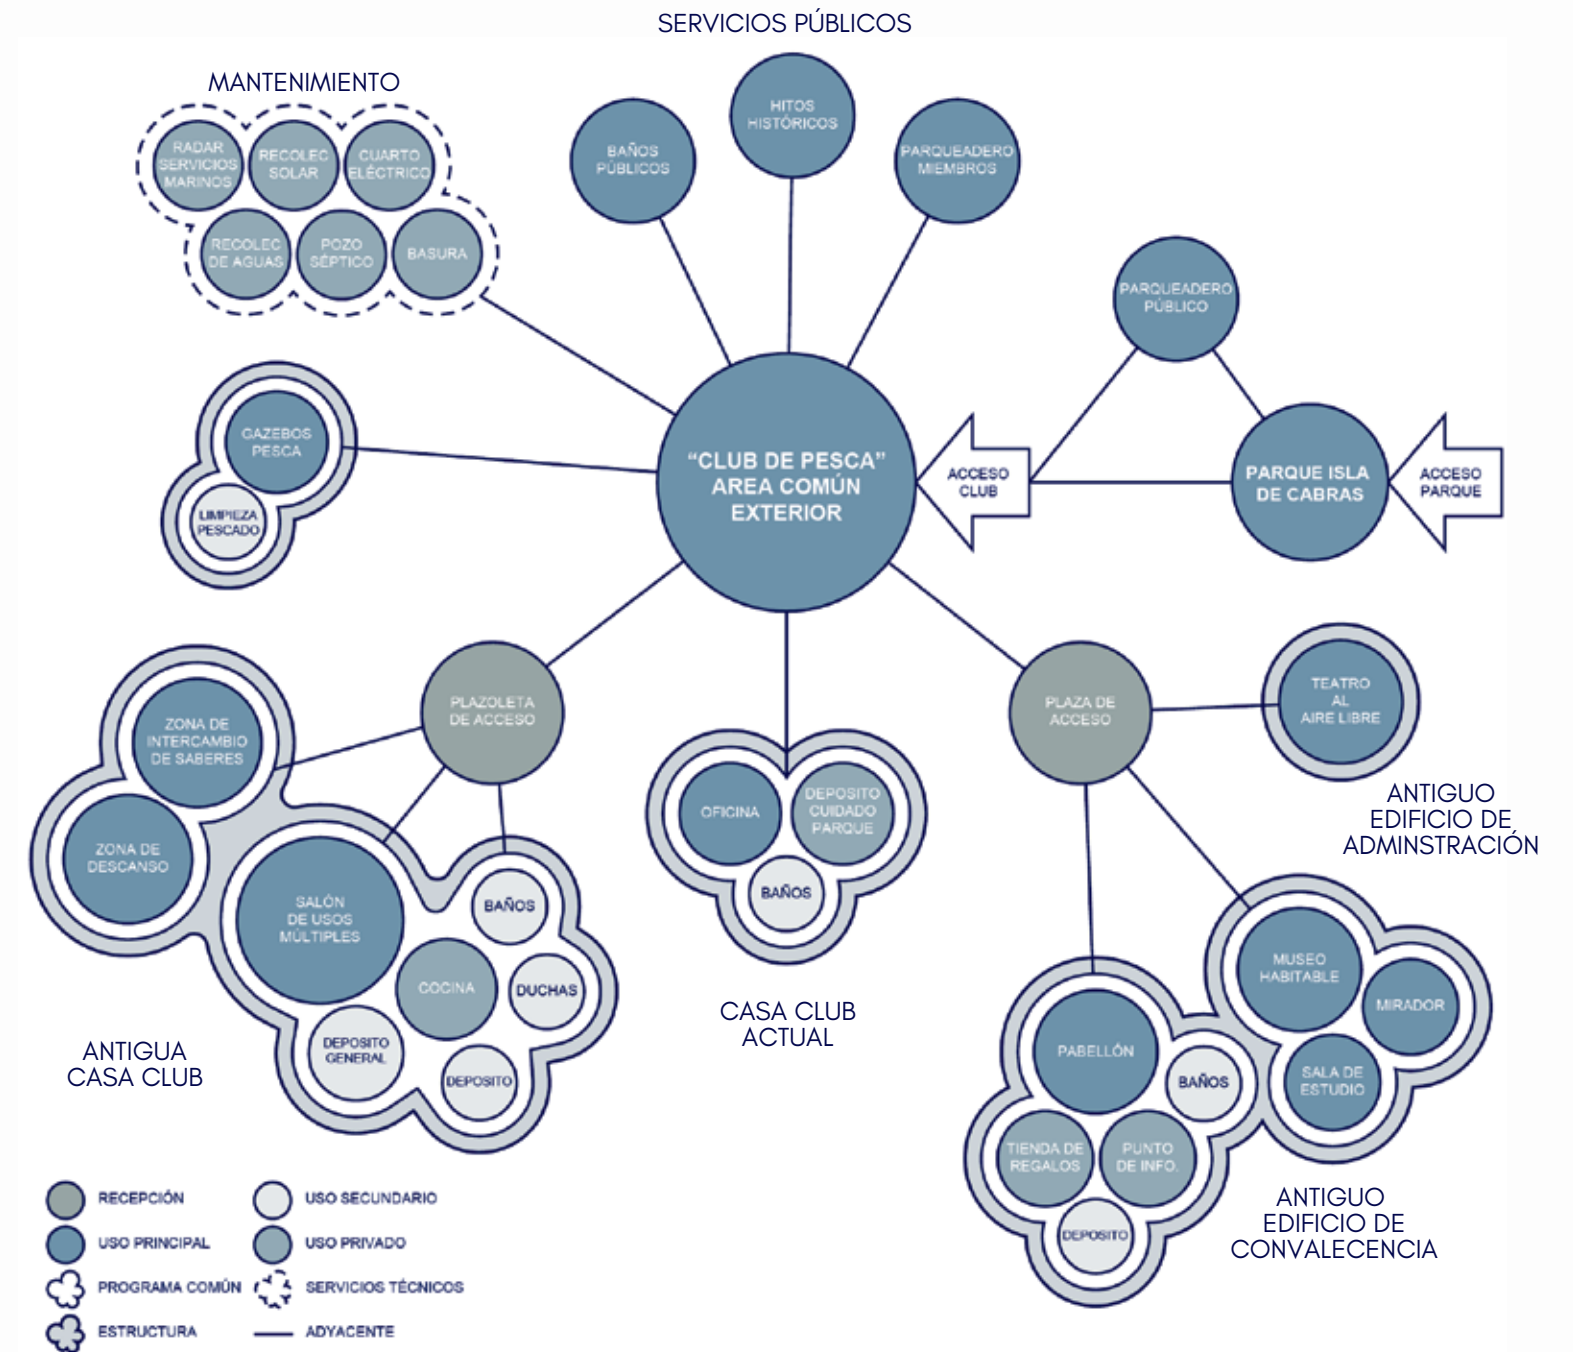 SERVICIOS PÚBLICOS
MANTENIMIENTO
RADAR
SERVICIOS
MARINOS
RECOLEC
SOLAR
CUARTO
ELÉCTRICO
RECOLEC
DE AGUAS
POZO
SÉPTICO
BASURA
BAÑOS
PÚBLICOS
HITOS
HISTÓRICOS
PARQUEADERO
MIEMBROS
PARQUEADERO
PÚBLICO
GAZEBOS
PESCA
LIMPIEZA
PESCADO
“CLUB DE PESCA”
AREA COMÚN
EXTERIOR
ACCESO
CLUB
PARQUE ISLA
DE CABRAS
ACCESO
PARQUE
PLAZOLETA
DE ACCESO
PLAZA DE
ACCESO
TEATRO
AL
AIRE LIBRE
ANTIGUO
EDIFICIO DE
ADMINSTRACIÓN
ZONA DE
INTERCAMBIO
DE SABERES
ZONA DE
DESCANSO
SALÓN
DE USOS
MÚLTIPLES
BAÑOS
COCINA
DUCHAS
DEPOSITO
GENERAL
DEPOSITO
ANTIGUA
CASA CLUB
OFICINA
DEPOSITO
CUIDADO
PARQUE
BAÑOS
CASA CLUB
ACTUAL
MUSEO
HABITABLE
MIRADOR
SALA DE
ESTUDIO
PABELLÓN
BAÑOS
TIENDA DE
REGALOS
PUNTO
DE INFO.
DEPOSITO
ANTIGUO
EDIFICIO DE
CONVALECENCIA
RECEPCIÓN
USO SECUNDARIO
USO PRINCIPAL
USO PRIVADO
PROGRAMA COMÚN
SERVICIOS TÉCNICOS
ESTRUCTURA
ADYACENTE